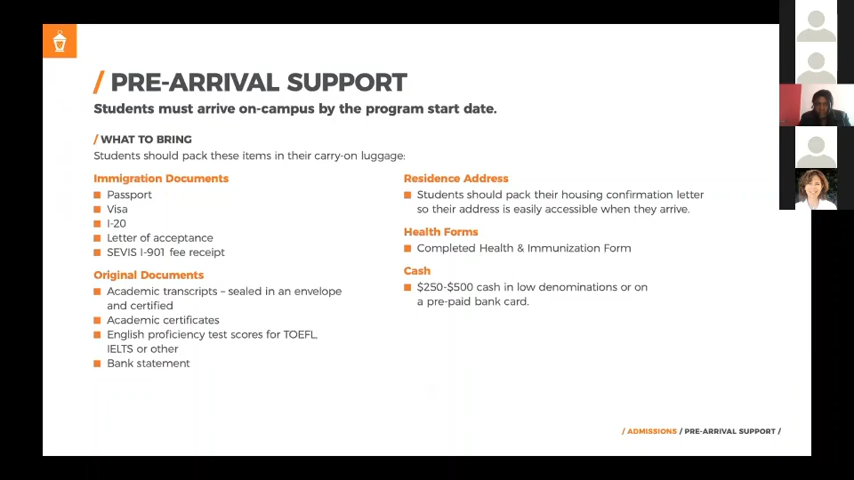 / PRE-ARRIVAL SUPPORT
Students must arrive on-campus by the program start date.
/ WHAT TO BRING
Students should pack these items in their carry-on luggage:
Immigration Documents
Passport
Visa
I-20
Letter of acceptance
SEVIS I-901 fee receipt
Original Documents
Academic transcripts – sealed in an envelope
and certified
Academic certificates
English proficiency test scores for TOEFL,
IELTS or other
Bank statement
Residence Address
Students should pack their housing confirmation letter
so their address is easily accessible when they arrive.
Health Forms
Completed Health & Immunization Form
Cash
$250-$500 cash in low denominations or on
a pre-paid bank card.
/ ADMISSIONS / PRE-ARRIVAL SUPPORT /